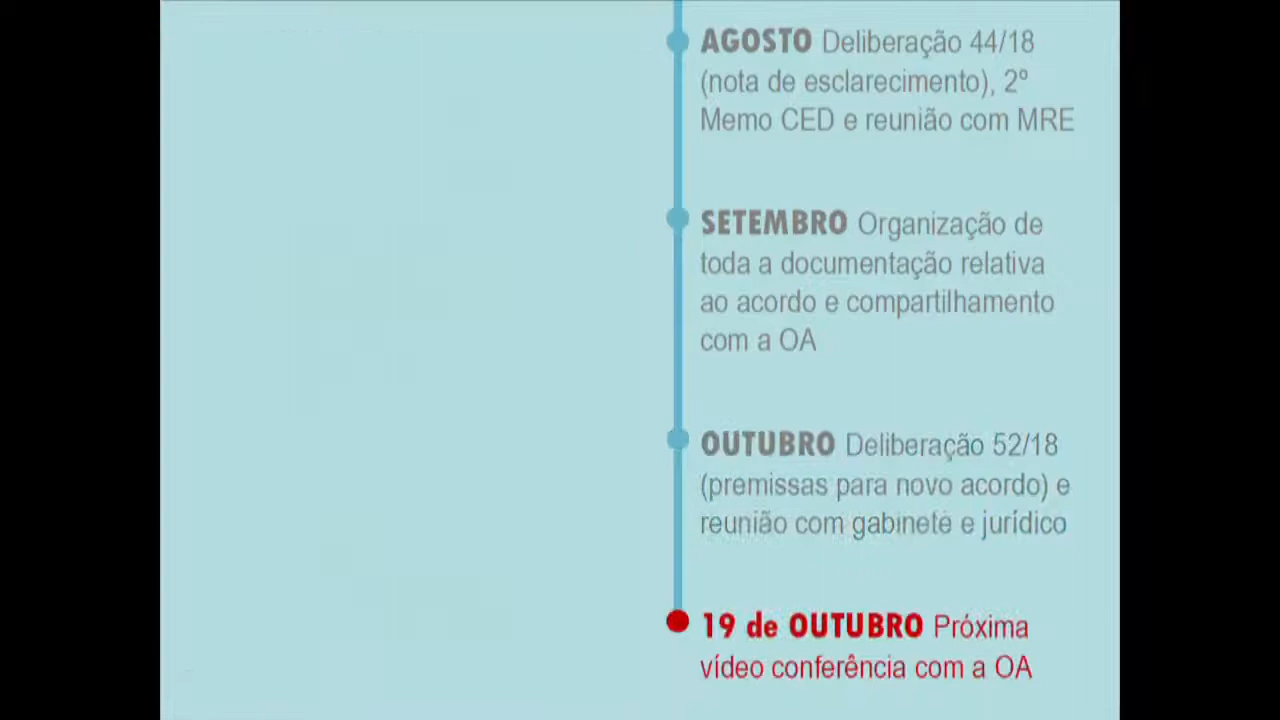 AGOSTO Deliberação 44/18
(nota de esclarecimento), 2º
Memo CED e reunião com MRE
SETEMBRO Organização de
toda a documentação relativa
ao acordo e compartilhamento
com a OA
OUTUBRO Deliberação 52/18
(premissas para novo acordo) e
reunião com gabinete e jurídico
19 de OUTUBRO Próxima
vídeo conferência com a OA